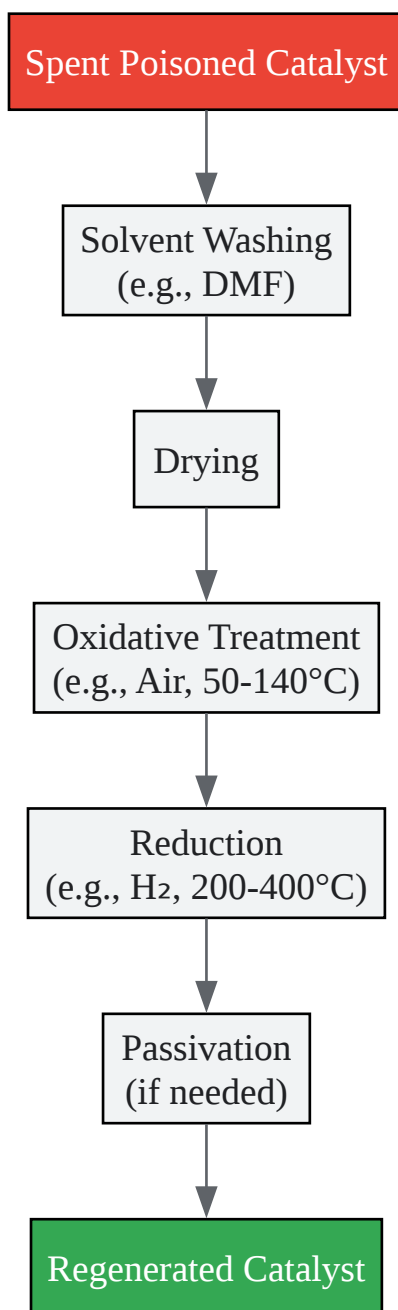 Spent Poisoned Catalyst
Solvent Washing
(e.g., DMF)
Drying
Oxidative Treatment
(e.g., Air, 50-140°C)
Reduction
(e.g., H₂, 200-400°C)
Passivation
(if needed)
Regenerated Catalyst